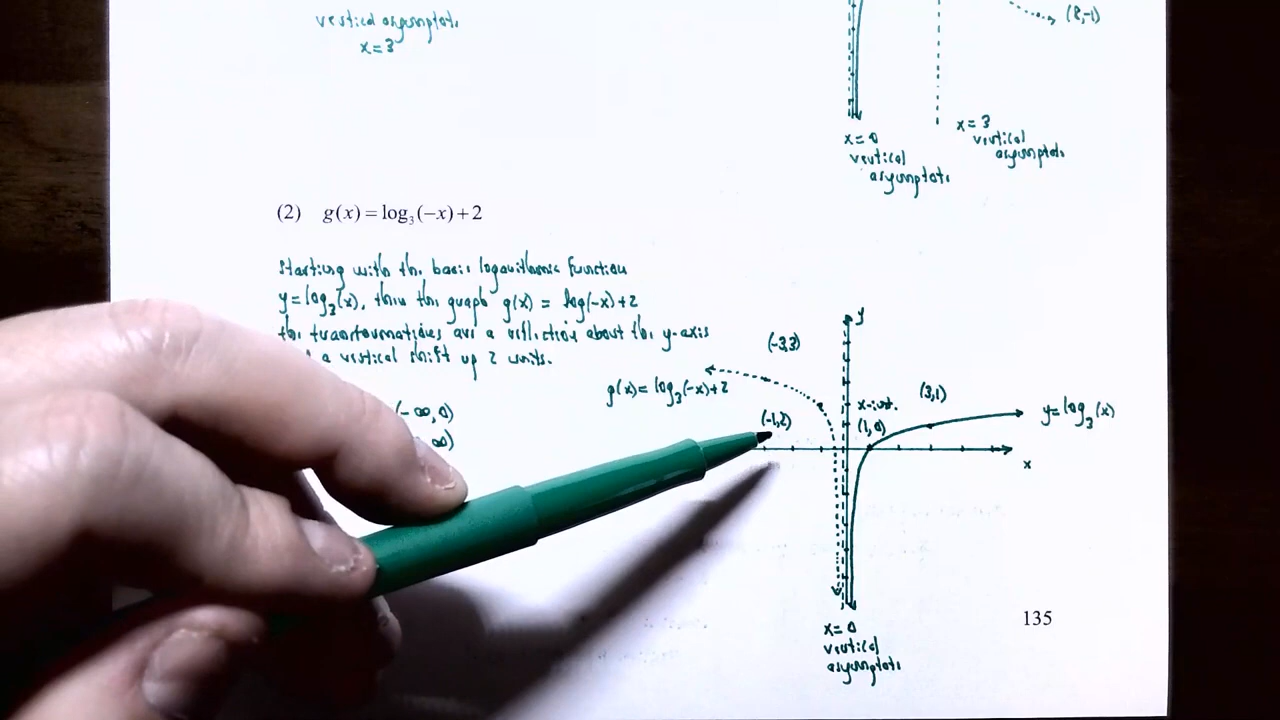 vertical asymptote
x=3
(8,-1)
x=0
vertical
asymptote
x=3
vertical
asymptote
(2) g(x)=log₃(−x)+2
Starting with the basic logarithmic function
y=log₃(x), then the graph g(x) = log(-x)+2
the transformations are a reflection about the y-axis
a vertical shift up 2 units.
(-∞,0)
∞)
y
(-3,3)
g(x)=log₃(-x)+2
(-1,2)
x-int.
(1,0)
(3,1)
y=log₃(x)
x
x=0
vertical
asymptote
135